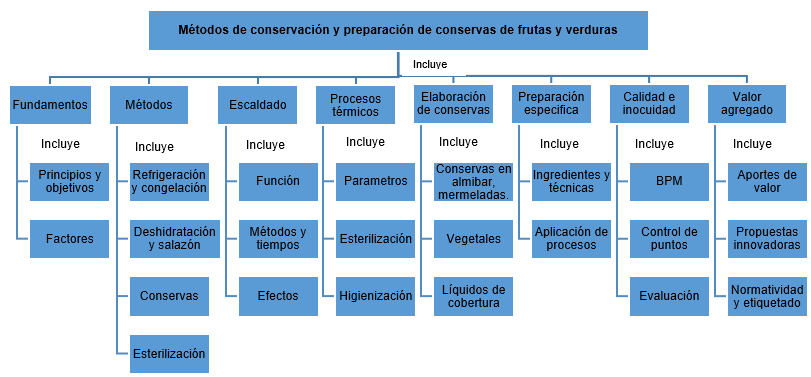 Métodos de conservación y preparación de conservas de frutas y verduras
Incluye
Fundamentos
Métodos
Escaldado
Procesos
térmicos
Elaboración
de conservas
Preparación
especifica
Calidad e
inocuidad
Valor
agregado
Incluye
Incluye
Incluye
Incluye
Incluye
Incluye
Incluye
Incluye
Principios y
objetivos
Refrigeración
y congelación
Función
Parametros
Conservas en
almibar,
mermeladas.
Ingredientes y
técnicas
BPM
Aportes de
valor
Factores
Deshidratación
y salazón
Métodos y
tiempos
Esterilización
Vegetales
Aplicación de
procesos
Control de
puntos
Propuestas
innovadoras
Conservas
Efectos
Higienización
Líquidos de
cobertura
Evaluación
Normatividad
y etiquetado
Esterilización